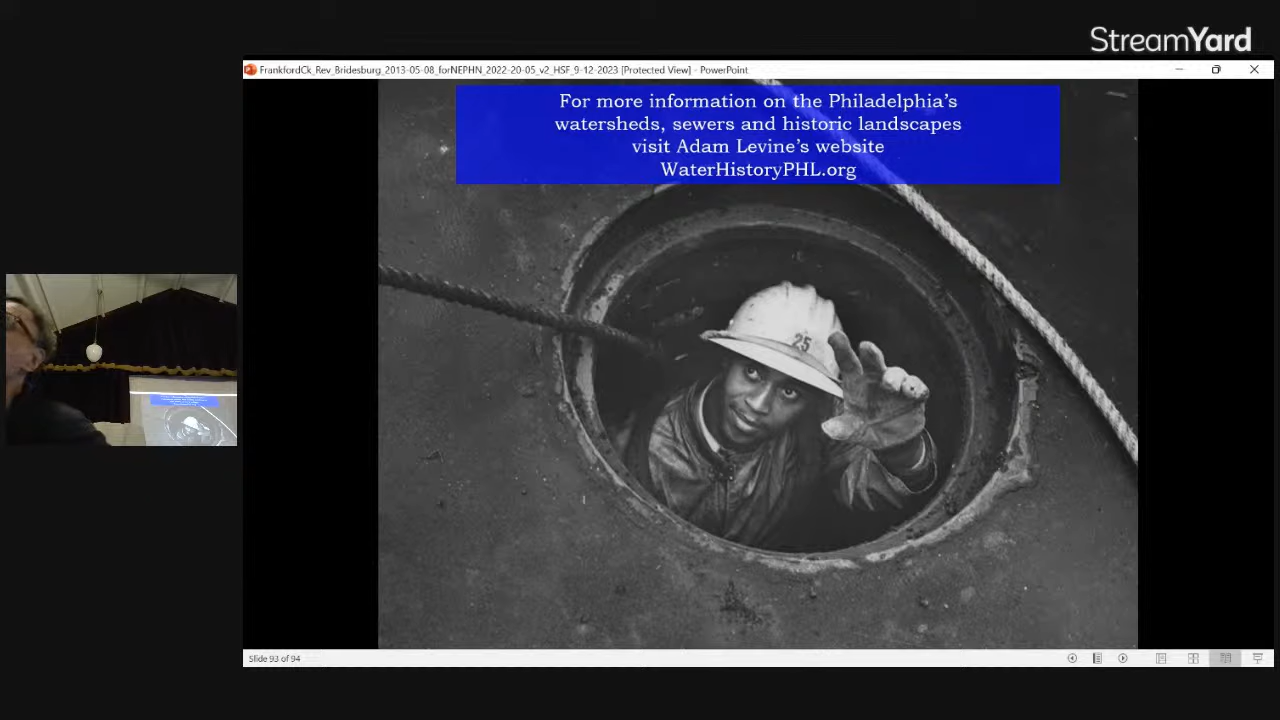 StreamYard
FrankfordCk_Rev_Bridesburg_2013-05-08_forNEPHN_2022-20-05_v2_HSF_9-12-2023 [Protected View] - PowerPoint
For more information on the Philadelphia's
watersheds, sewers and historic landscapes
visit Adam Levine's website
WaterHistoryPHL.org
25
Slide 93 of 94